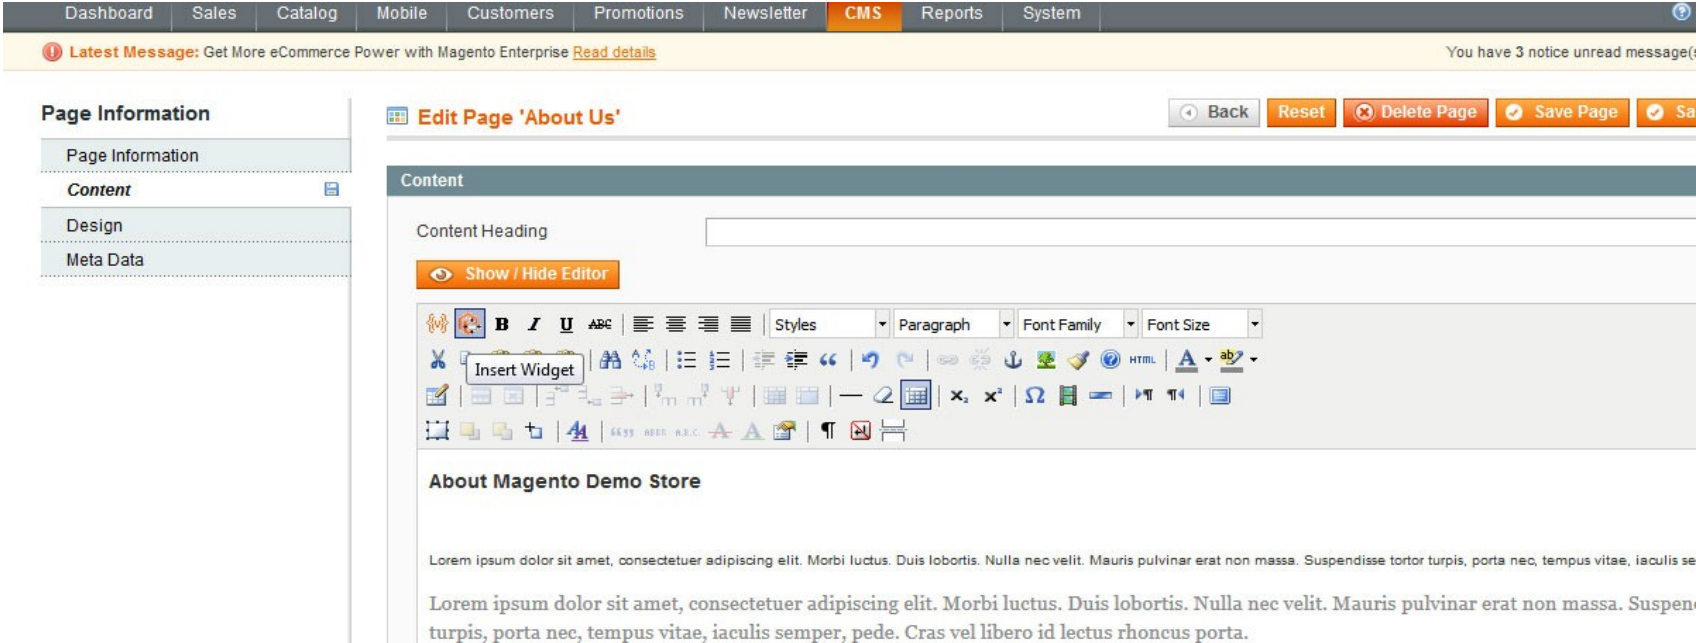 Dashboard Sales Catalog Mobile Customers Promotions Newsletter CMS Reports System
Latest Message: Get More eCommerce Power with Magento Enterprise Read details
You have 3 notice unread message(s
Page Information
Page Information
Content
Design
Meta Data
Edit Page 'About Us'
Back Reset Delete Page Save Page Sa
Content
Content Heading
Show / Hide Editor
B I U ABC Styles Paragraph Font Family Font Size
HTML A ab
Insert Widget
About Magento Demo Store
Lorem ipsum dolor sit amet, consectetuer adipiscing elit. Morbi luctus. Duis lobortis. Nulla nec velit. Mauris pulvinar erat non massa. Suspendisse tortor turpis, porta nec, tempus vitae, iaculis se
Lorem ipsum dolor sit amet, consectetuer adipiscing elit. Morbi luctus. Duis lobortis. Nulla nec velit. Mauris pulvinar erat non massa. Suspend
turpis, porta nec, tempus vitae, iaculis semper, pede. Cras vel libero id lectus rhoncus porta.